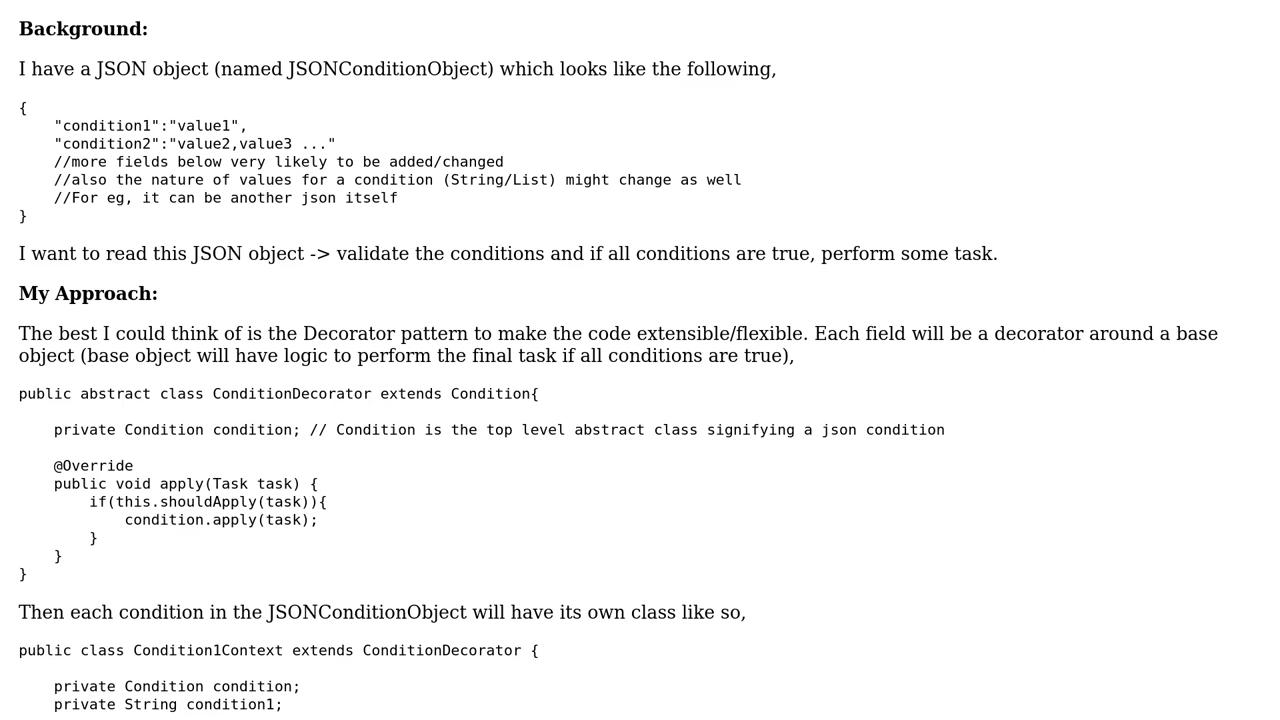 Background:
I have a JSON object (named JSONConditionObject) which looks like the following,
{
    "condition1":"value1",
    "condition2":"value2,value3 ..."
    //more fields below very likely to be added/changed
    //also the nature of values for a condition (String/List) might change as well
    //For eg, it can be another json itself
}
I want to read this JSON object -> validate the conditions and if all conditions are true, perform some task.
My Approach:
The best I could think of is the Decorator pattern to make the code extensible/flexible. Each field will be a decorator around a base
object (base object will have logic to perform the final task if all conditions are true),
public abstract class ConditionDecorator extends Condition{
    private Condition condition; // Condition is the top level abstract class signifying a json condition
    @Override
    public void apply(Task task) {
        if(this.shouldApply(task)){
            condition.apply(task);
        }
    }
}
Then each condition in the JSONConditionObject will have its own class like so,
public class Condition1Context extends ConditionDecorator {
    private Condition condition;
    private String condition1;